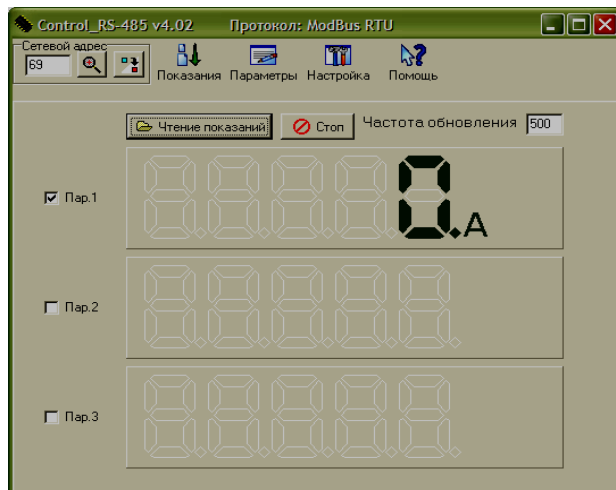 Control_RS-485 v4.02 Протокол: ModBus RTU
Сетевой адрес
69
Показания Параметры Настройка Помощь
Чтение показаний Стоп Частота обновления 500
Пар.1 0.A
Пар.2
Пар.3